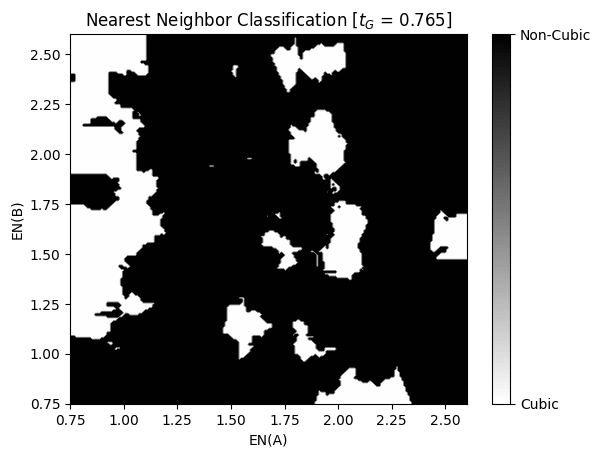 Nearest Neighbor Classification [$t_G$ = 0.765]
Non-Cubic
2.50
2.25
2.00
1.75
1.50
1.25
1.00
0.75
EN(B)
Cubic
0.75 1.00 1.25 1.50 1.75 2.00 2.25 2.50
EN(A)